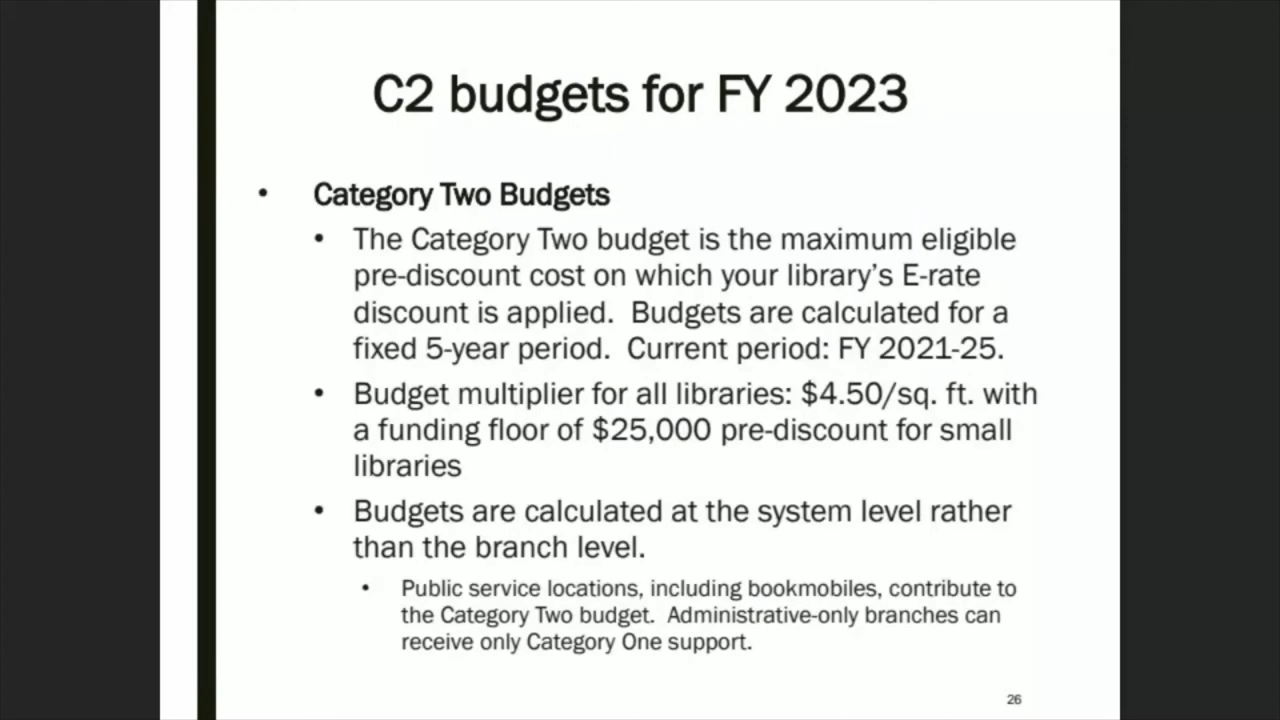 C2 budgets for FY 2023
• Category Two Budgets
• The Category Two budget is the maximum eligible
pre-discount cost on which your library's E-rate
discount is applied.  Budgets are calculated for a
fixed 5-year period.  Current period: FY 2021-25.
• Budget multiplier for all libraries: $4.50/sq. ft. with
a funding floor of $25,000 pre-discount for small
libraries
• Budgets are calculated at the system level rather
than the branch level.
• Public service locations, including bookmobiles, contribute to
the Category Two budget.  Administrative-only branches can
receive only Category One support.
26